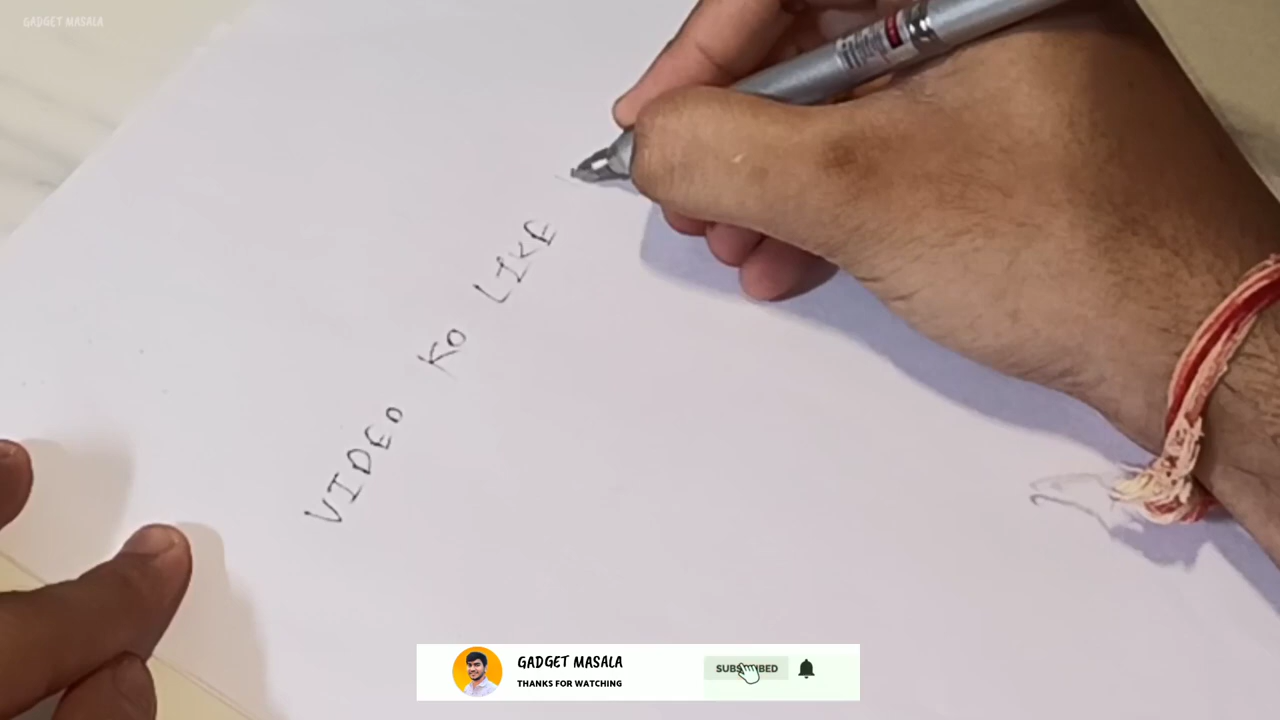 GADGET MASALA
VIDEO KO LIKE
GADGET MASALA
THANKS FOR WATCHING
SUBSCRIBED